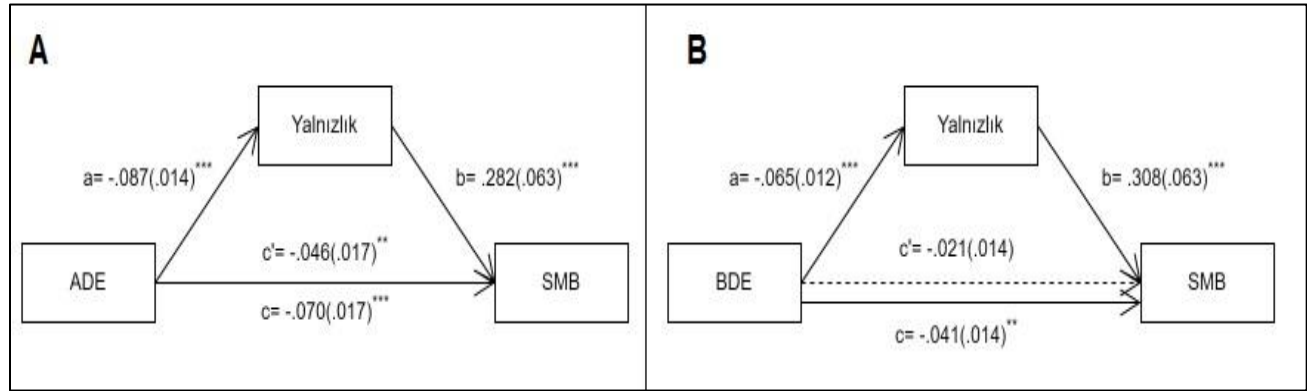 A
Yalnızlık
a= -.087(.014)***
b= .282(.063)***
c'= -.046(.017)**
ADE
SMB
c= -.070(.017)***
B
Yalnızlık
a= -.065(.012)***
b= .308(.063)***
c'= -.021(.014)
BDE
SMB
c= -.041(.014)**